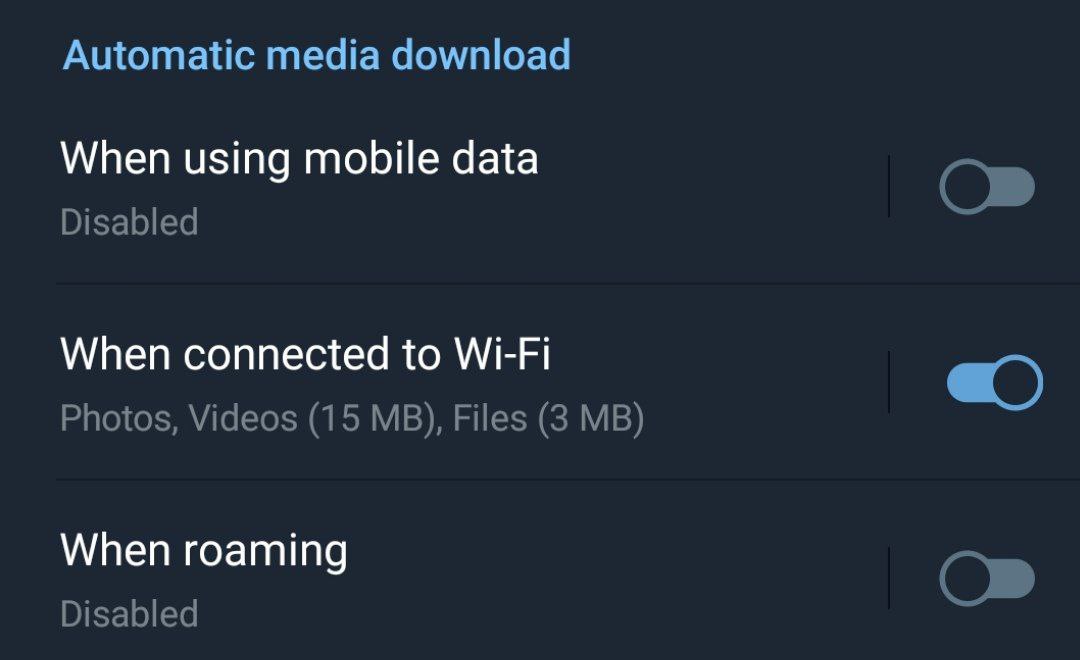 Automatic media download
When using mobile data
Disabled
When connected to Wi-Fi
Photos, Videos (15 MB), Files (3 MB)
When roaming
Disabled